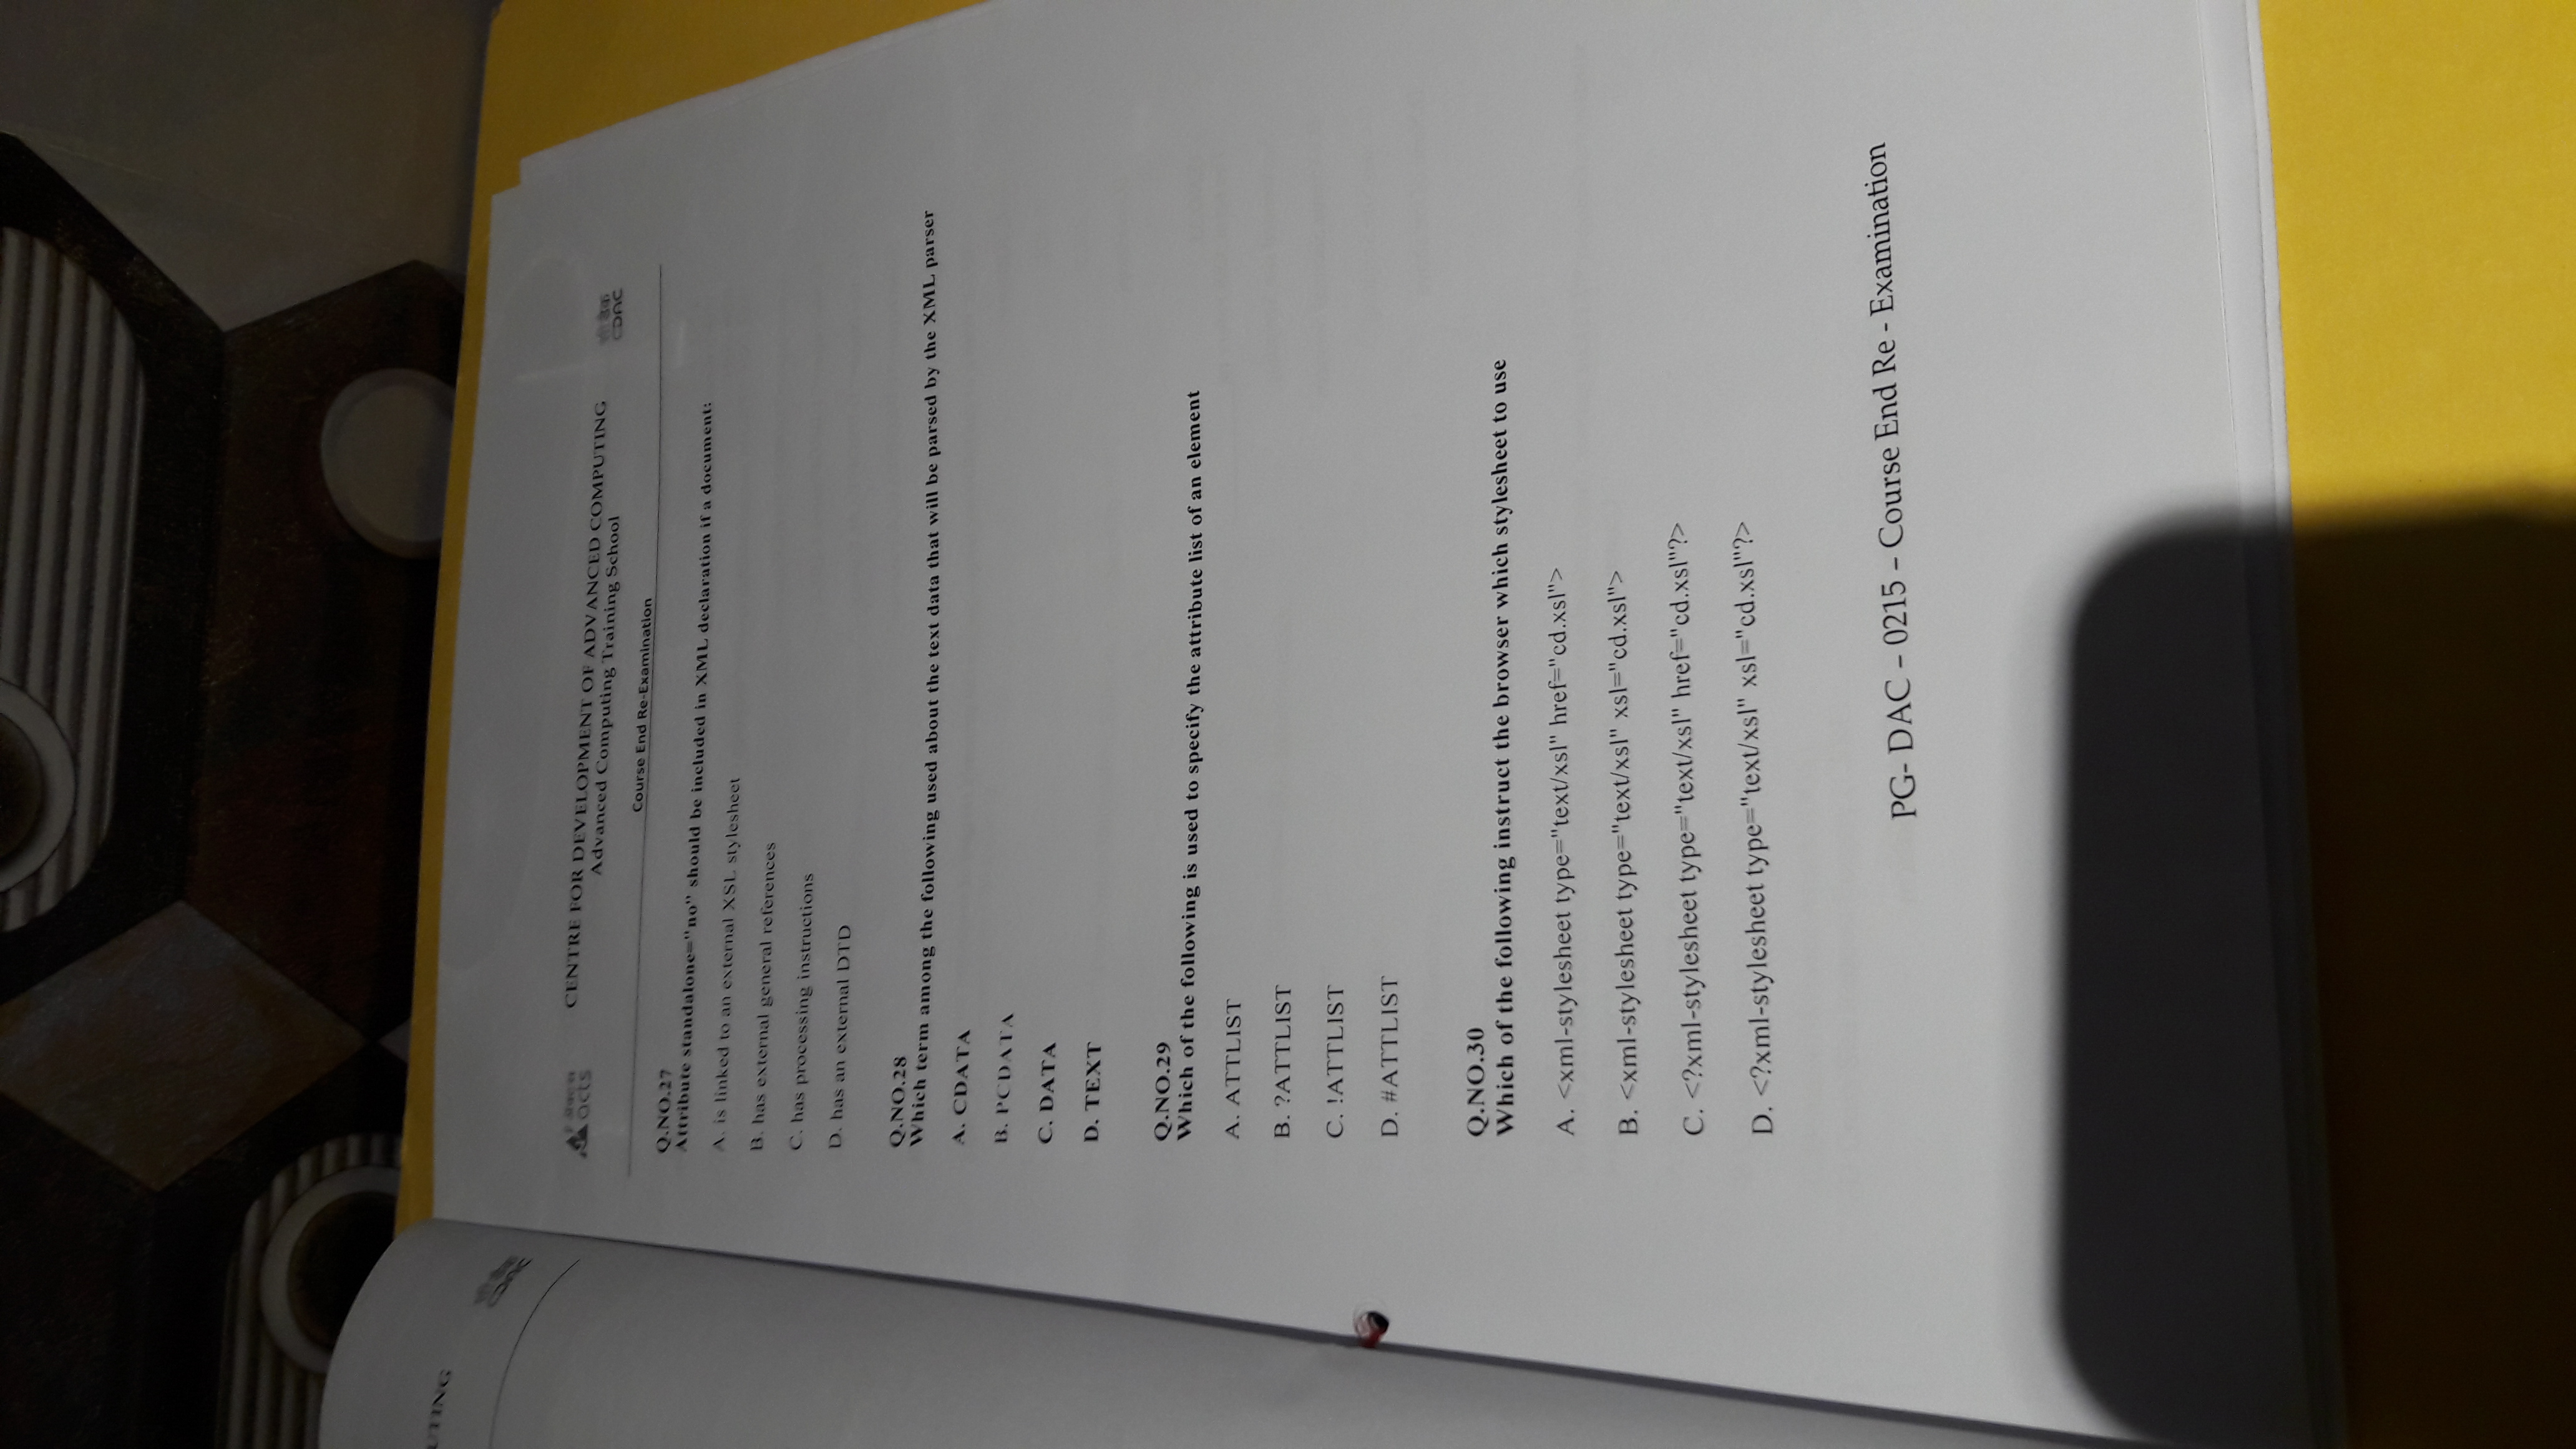 UTING
acts
CENTRE FOR DEVELOPMENT OF ADVANCED COMPUTING
Advanced Computing Training School
सी डैक
CDAC
Course End Re-Examination
Q.NO.27
Attribute standalone="no" should be included in XML declaration if a document:
A. is linked to an external XSL stylesheet
B. has external general references
C. has processing instructions
D. has an external DTD
Q.NO.28
Which term among the following used about the text data that will be parsed by the XML parser
A. CDATA
B. PCDATA
C. DATA
D. TEXT
Q.NO.29
Which of the following is used to specify the attribute list of an element
A. ATTLIST
B. ?ATTLIST
C. !ATTLIST
D. #ATTLIST
Q.NO.30
Which of the following instruct the browser which stylesheet to use
A. <xml-stylesheet type="text/xsl" href="cd.xsl">
B. <xml-stylesheet type="text/xsl" xsl="cd.xsl">
C. <?xml-stylesheet type="text/xsl" href="cd.xsl"?>
D. <?xml-stylesheet type="text/xsl" xsl="cd.xsl"?>
PG- DAC – 0215 – Course End Re - Examination